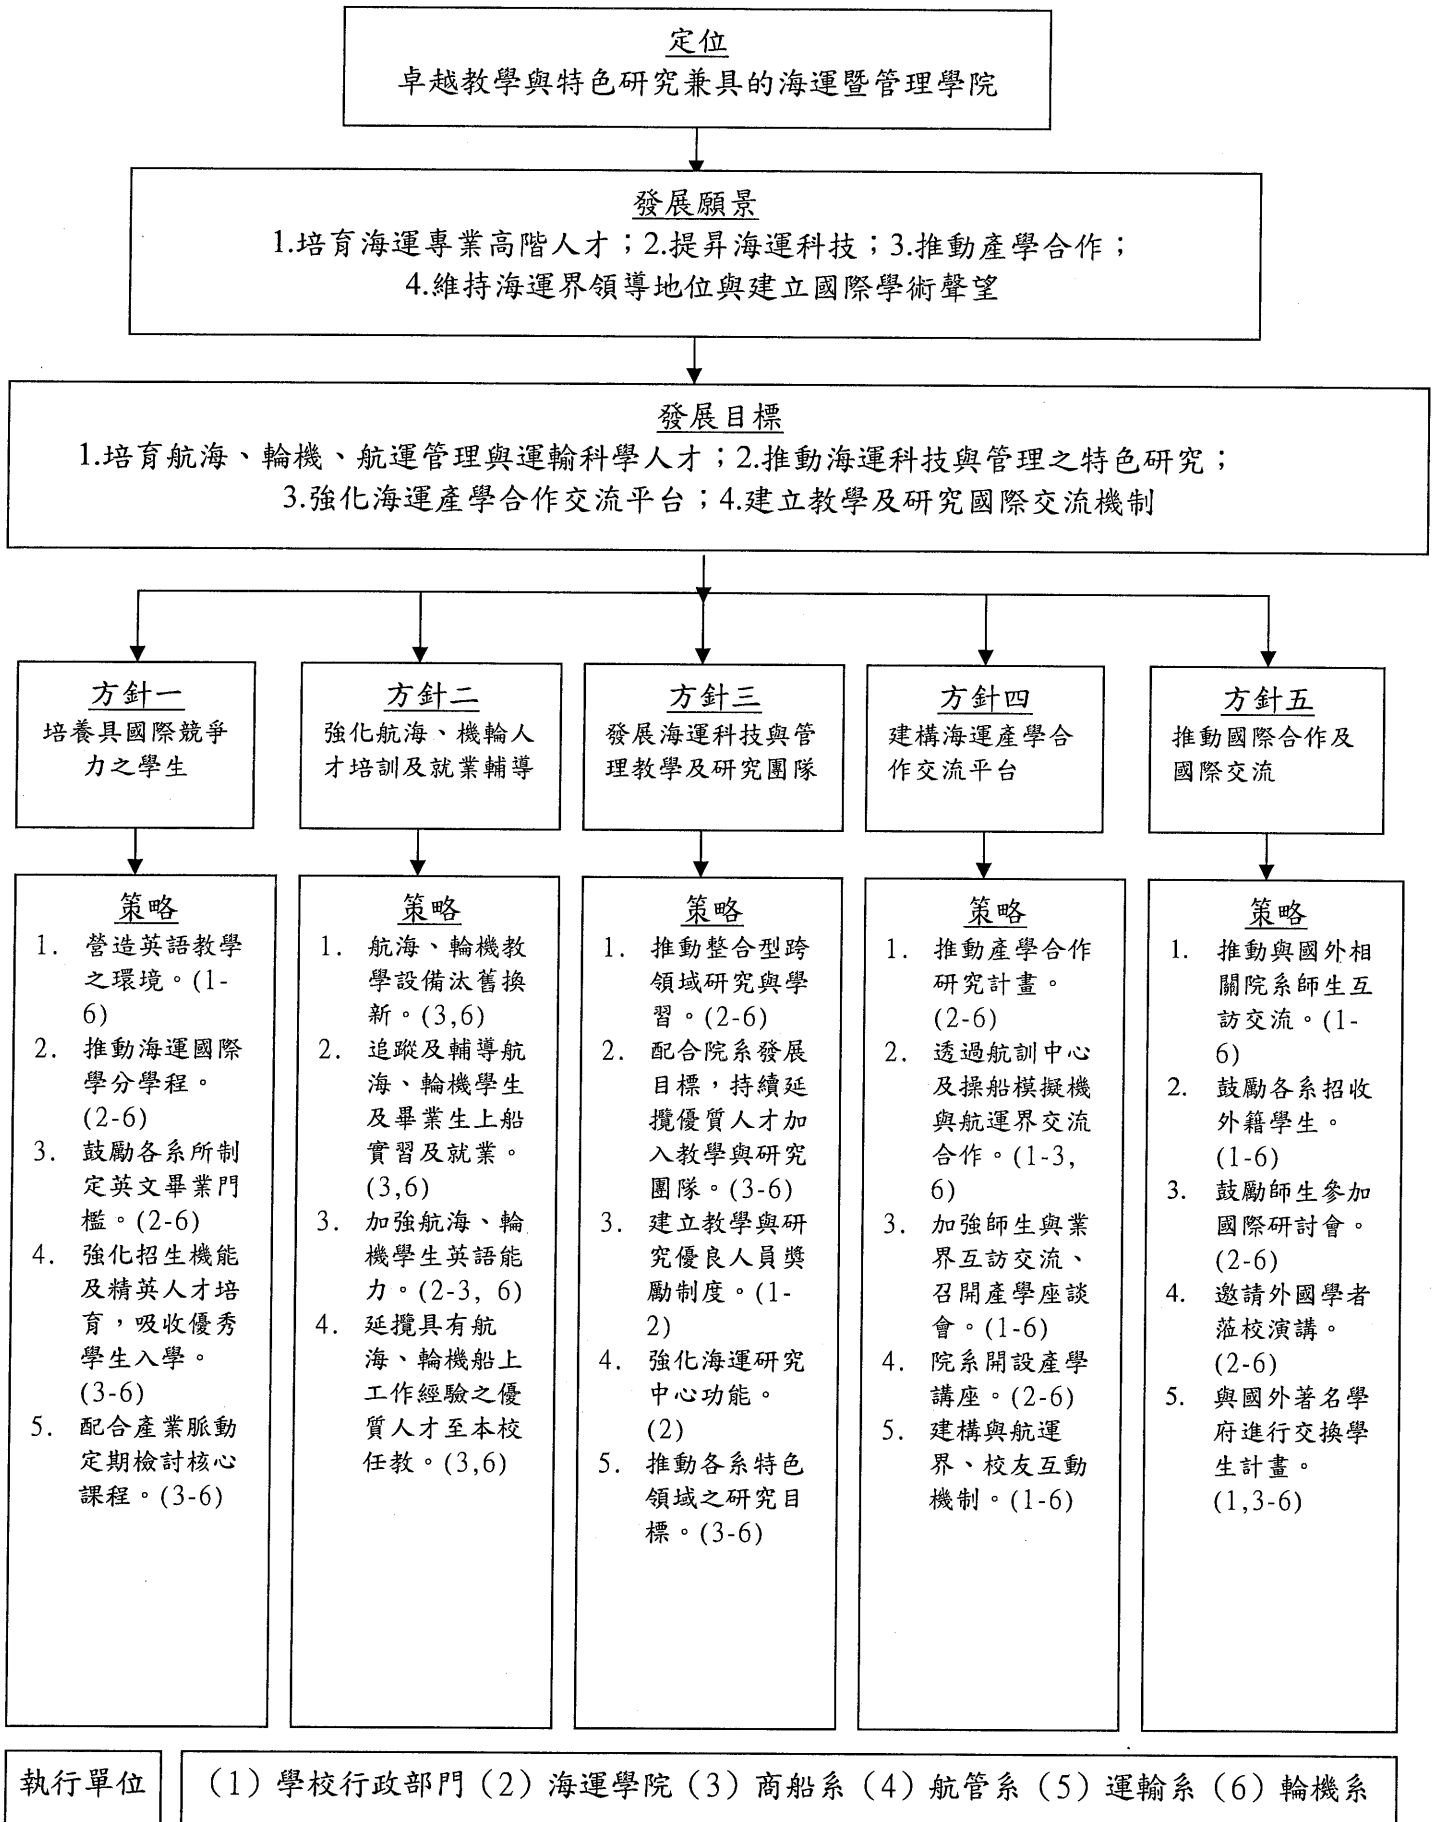 定位
卓越教學與特色研究兼具的海運暨管理學院
發展願景
1.培育海運專業高階人才；2.提昇海運科技；3.推動產學合作；
4.維持海運界領導地位與建立國際學術聲望
發展目標
1.培育航海、輪機、航運管理與運輸科學人才；2.推動海運科技與管理之特色研究；
3.強化海運產學合作交流平台；4.建立教學及研究國際交流機制
方針一
培養具國際競爭
力之學生
方針二
強化航海、機輪人
才培訓及就業輔導
方針三
發展海運科技與管
理教學及研究團隊
方針四
建構海運產學合
作交流平台
方針五
推動國際合作及
國際交流
策略
1. 營造英語教學
之環境。(1-
6)
2. 推動海運國際
學分學程。
(2-6)
3. 鼓勵各系所制
定英文畢業門
檻。(2-6)
4. 強化招生機能
及精英人才培
育，吸收優秀
學生入學。
(3-6)
5. 配合產業脈動
定期檢討核心
課程。(3-6)
策略
1. 航海、輪機教
學設備汰舊換
新。(3,6)
2. 追蹤及輔導航
海、輪機學生
及畢業生上船
實習及就業。
(3,6)
3. 加強航海、輪
機學生英語能
力。(2-3, 6)
4. 延攬具有航
海、輪機船上
工作經驗之優
質人才至本校
任教。(3,6)
策略
1. 推動整合型跨
領域研究與學
習。(2-6)
2. 配合院系發展
目標，持續延
攬優質人才加
入教學與研究
團隊。(3-6)
3. 建立教學與研
究優良人員獎
勵制度。(1-
2)
4. 強化海運研究
中心功能。
(2)
5. 推動各系特色
領域之研究目
標。(3-6)
策略
1. 推動產學合作
研究計畫。
(2-6)
2. 透過航訓中心
及操船模擬機
與航運界交流
合作。(1-3,
6)
3. 加強師生與業
界互訪交流、
召開產學座談
會。(1-6)
4. 院系開設產學
講座。(2-6)
5. 建構與航運
界、校友互動
機制。(1-6)
策略
1. 推動與國外相
關院系師生互
訪交流。(1-
6)
2. 鼓勵各系招收
外籍學生。
(1-6)
3. 鼓勵師生參加
國際研討會。
(2-6)
4. 邀請外國學者
蒞校演講。
(2-6)
5. 與國外著名學
府進行交換學
生計畫。
(1,3-6)
執行單位
(1) 學校行政部門 (2) 海運學院 (3) 商船系 (4) 航管系 (5) 運輸系 (6) 輪機系